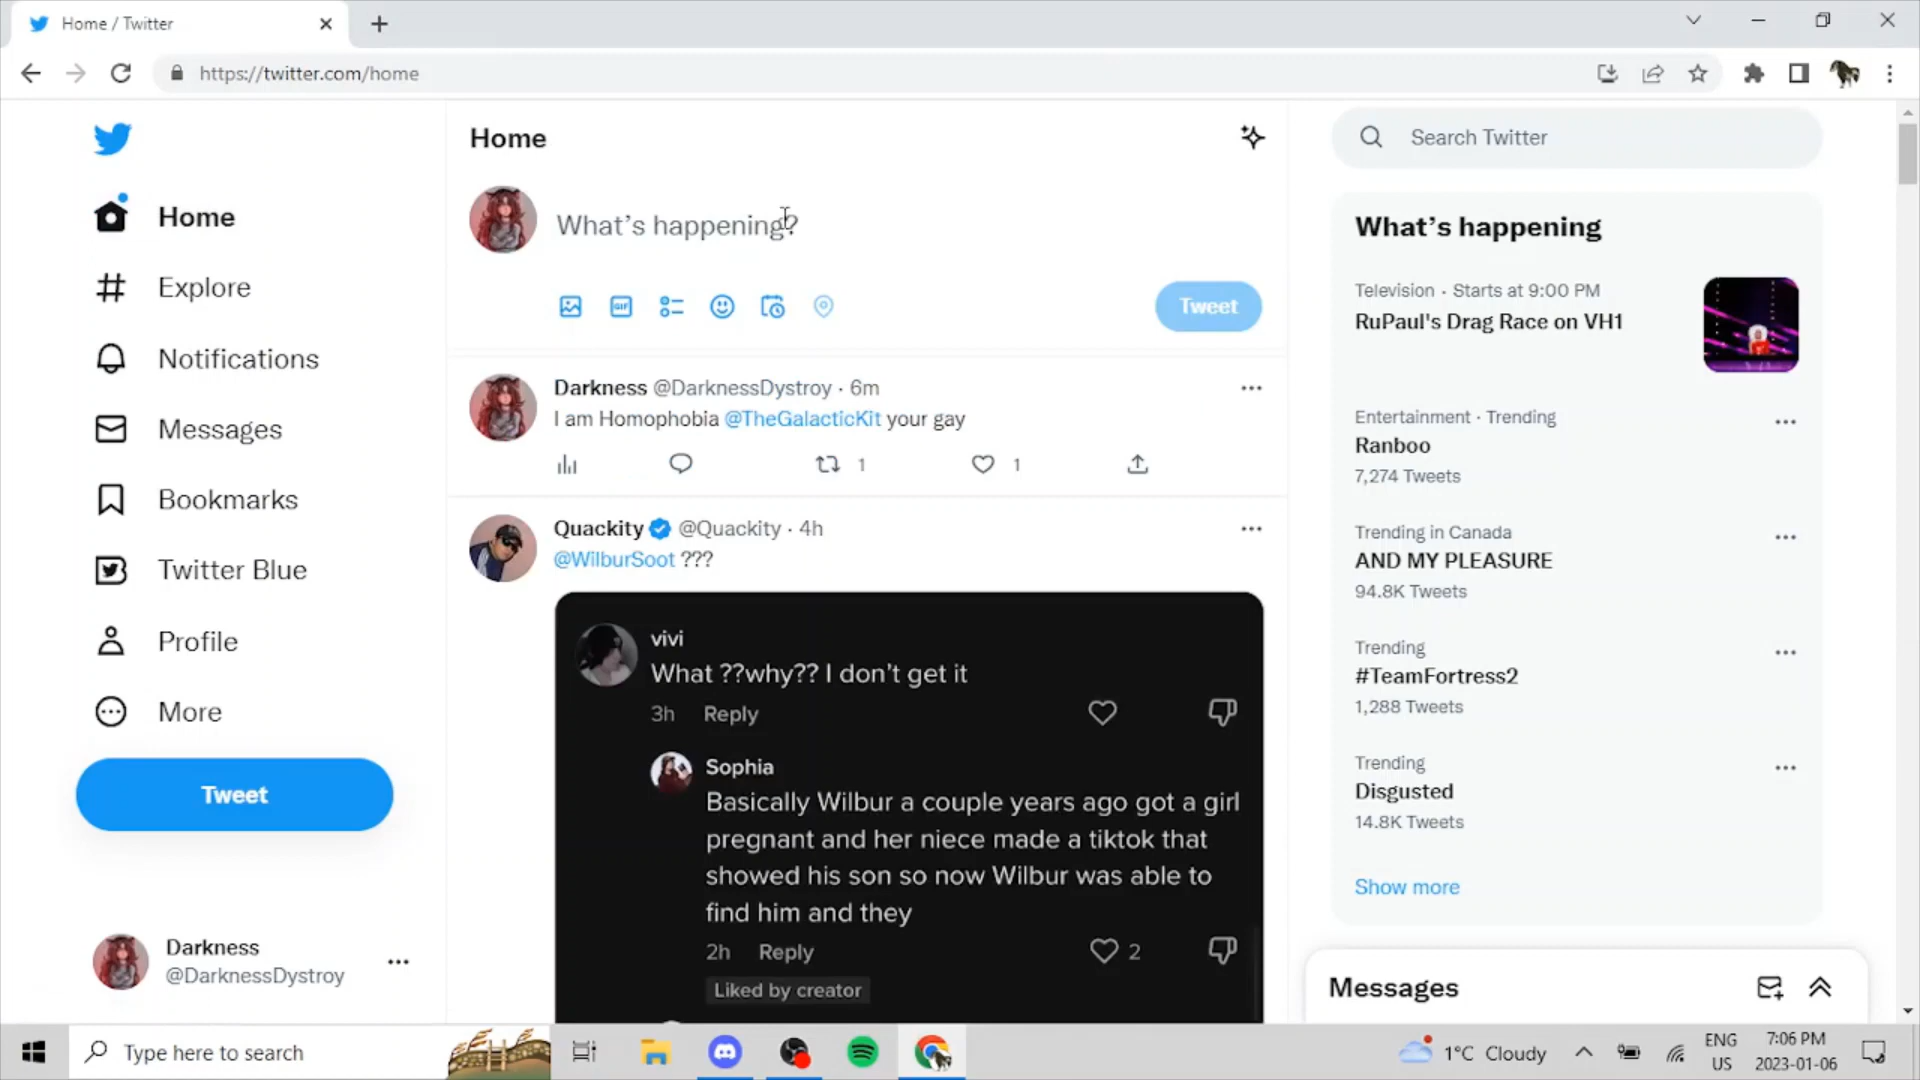 Home / Twitter
https://twitter.com/home
Home
Explore
Notifications
Messages
Bookmarks
Twitter Blue
Profile
More
Tweet
Darkness
@DarknessDystroy
Home
What's happening?
GIF
Tweet
Darkness @DarknessDystroy · 6m
I am Homophobia @TheGalacticKit your gay
1
1
Quackity @Quackity · 4h
@WilburSoot ???
vivi
What ??why?? I don't get it
3h Reply
Sophia
Basically Wilbur a couple years ago got a girl
pregnant and her niece made a tiktok that
showed his son so now Wilbur was able to
find him and they
2h Reply 2
Liked by creator
Search Twitter
What's happening
Television · Starts at 9:00 PM
RuPaul's Drag Race on VH1
Entertainment · Trending
Ranboo
7,274 Tweets
Trending in Canada
AND MY PLEASURE
94.8K Tweets
Trending
#TeamFortress2
1,288 Tweets
Trending
Disgusted
14.8K Tweets
Show more
Messages
Type here to search
1°C Cloudy
ENG
US
7:06 PM
2023-01-06